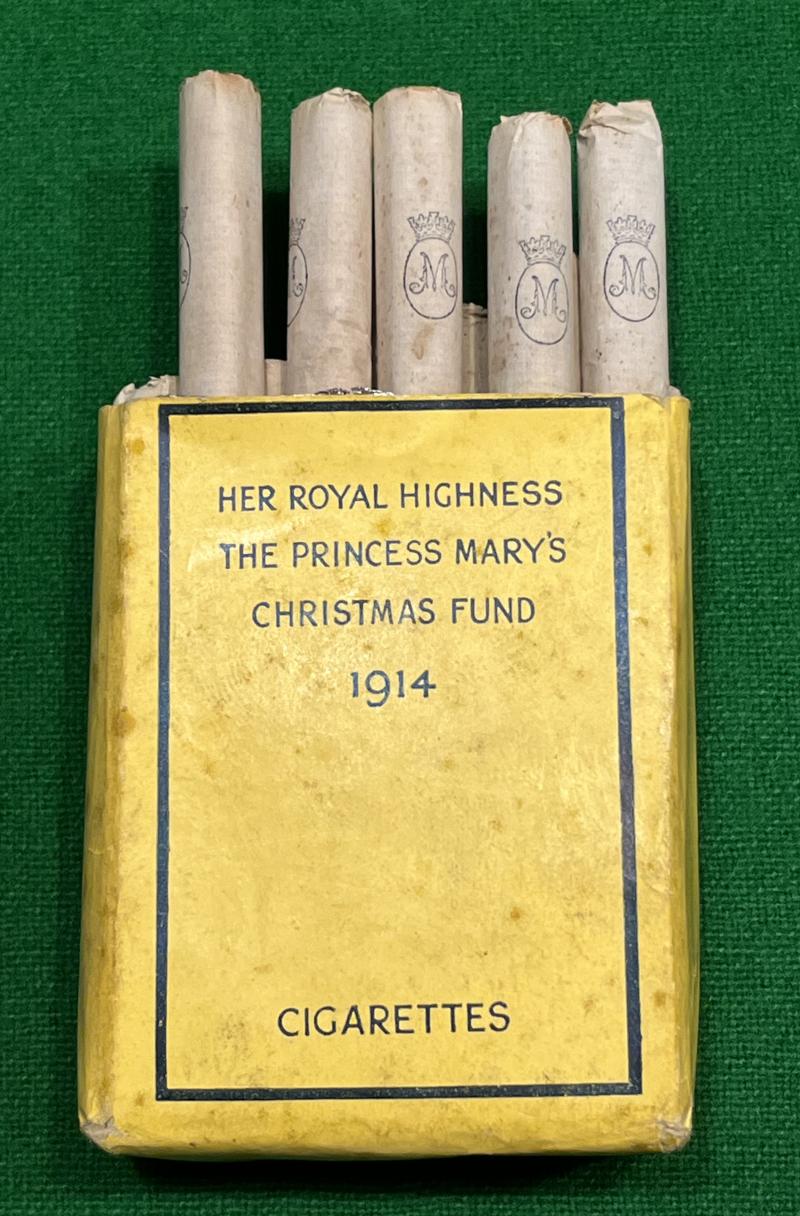 M M M
HER ROYAL HIGHNESS
THE PRINCESS MARY'S
CHRISTMAS FUND
1914
CIGARETTES